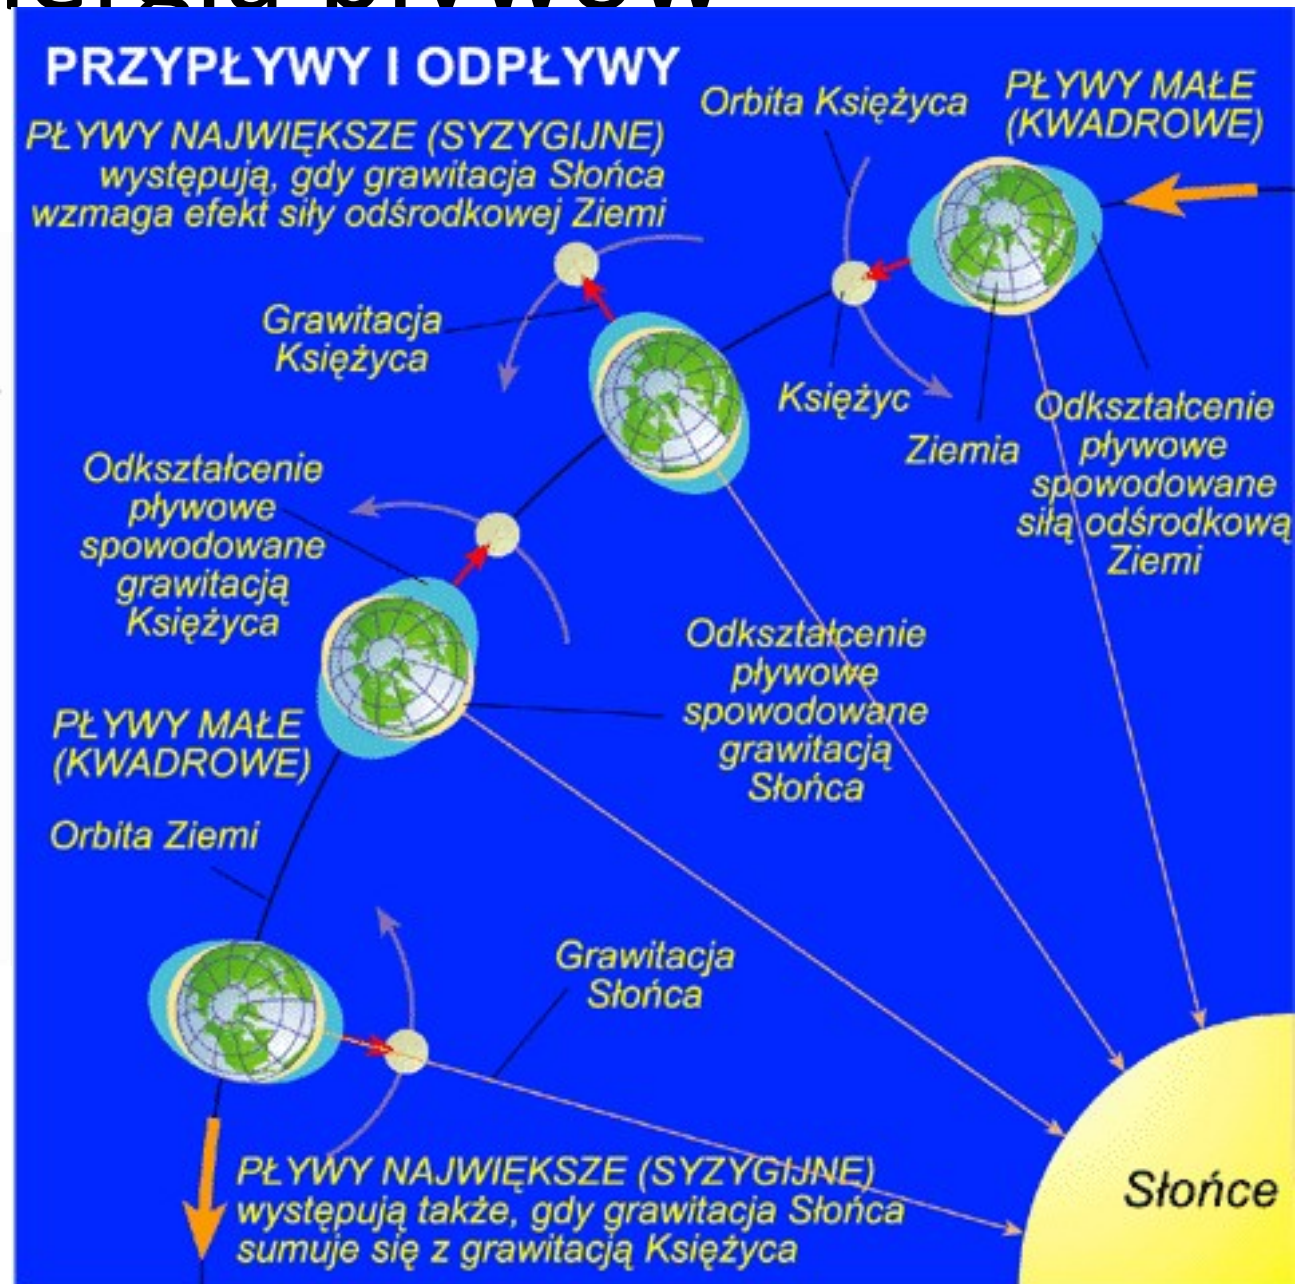 PRZYPŁYWY I ODPŁYWY
PŁYWY NAJWIĘKSZE (SYZYGIJNE)
występują, gdy grawitacja Słońca
wzmaga efekt siły odśrodkowej Ziemi
Orbita Księżyca
PŁYWY MAŁE
(KWADROWE)
Grawitacja
Księżyca
Księżyc
Ziemia
Odkształcenie
pływowe
spowodowane
siłą odśrodkową
Ziemi
Odkształcenie
pływowe
spowodowane
grawitacją
Księżyca
Odkształcenie
pływowe
spowodowane
grawitacją
Słońca
PŁYWY MAŁE
(KWADROWE)
Orbita Ziemi
Grawitacja
Słońca
PŁYWY NAJWIĘKSZE (SYZYGIJNE)
występują także, gdy grawitacja Słońca
sumuje się z grawitacją Księżyca
Słońce